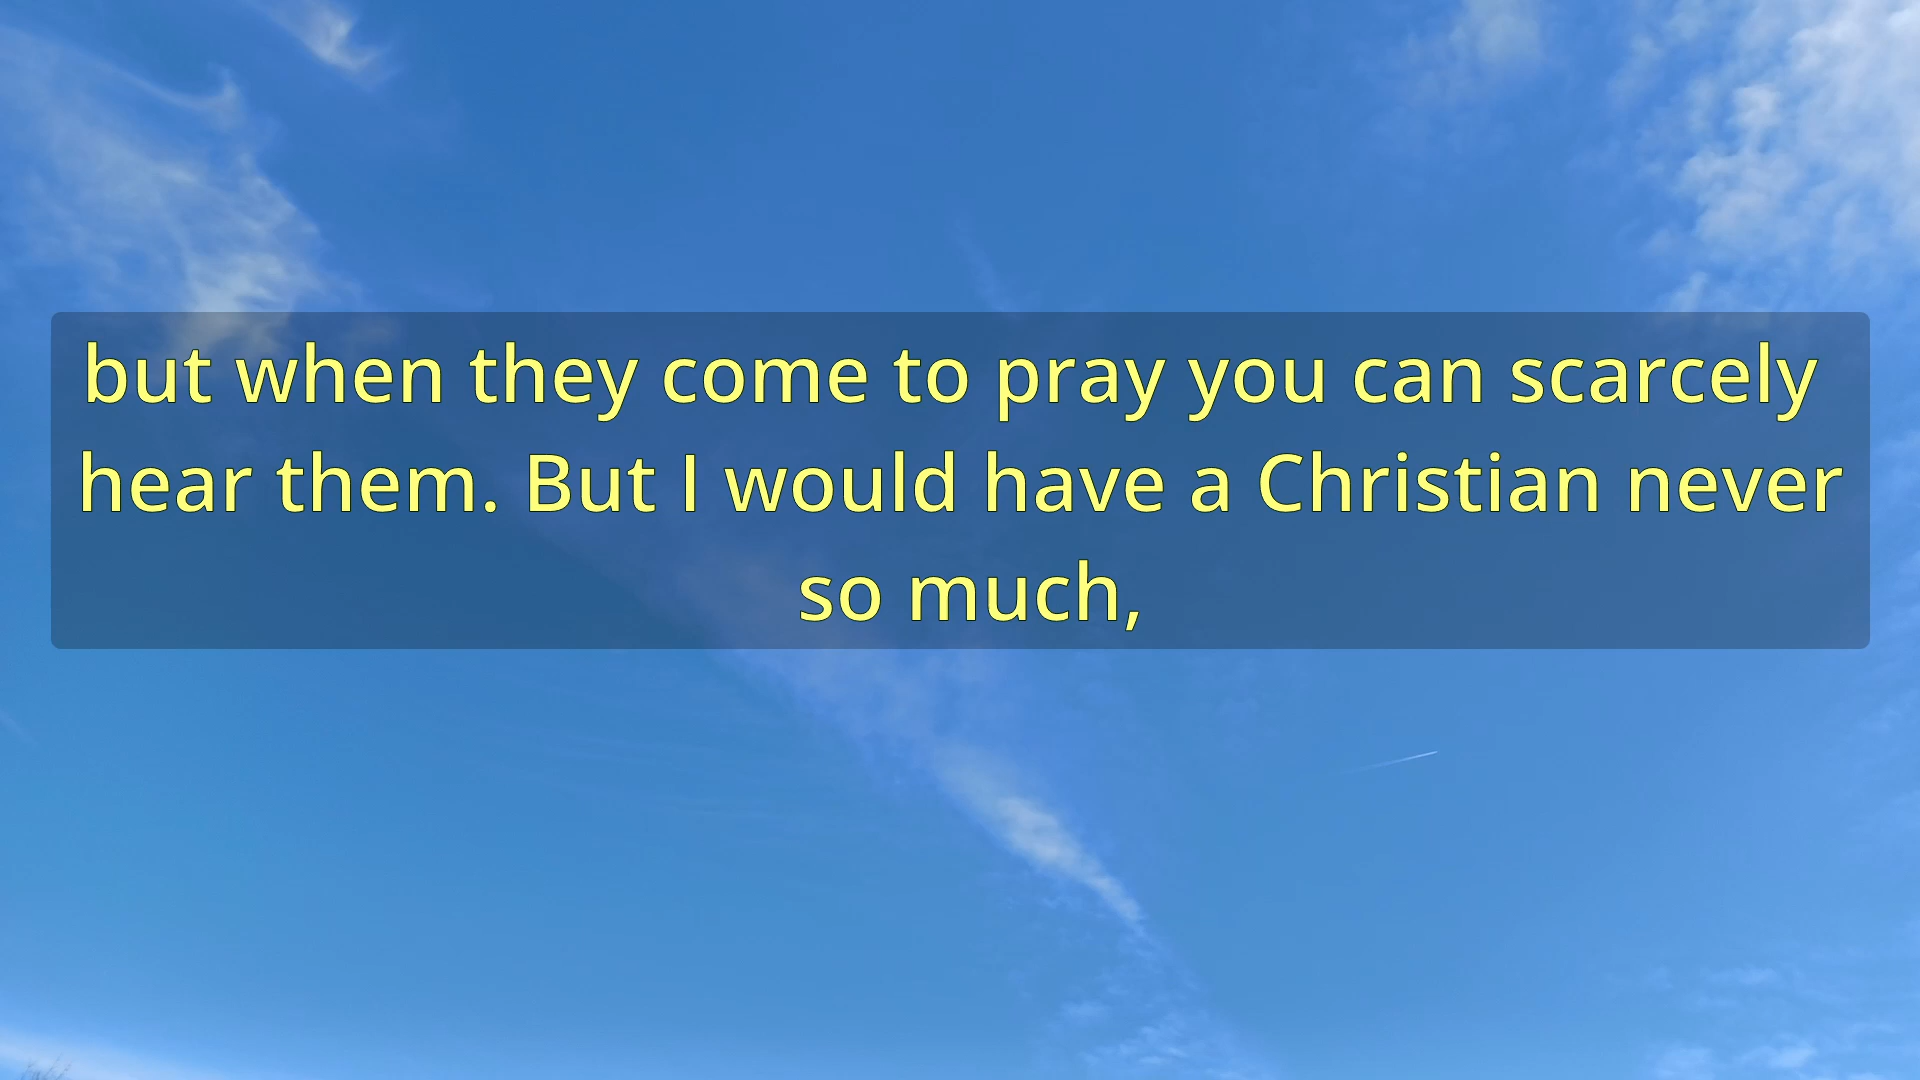 but when they come to pray you can scarcely
hear them. But I would have a Christian never
so much,